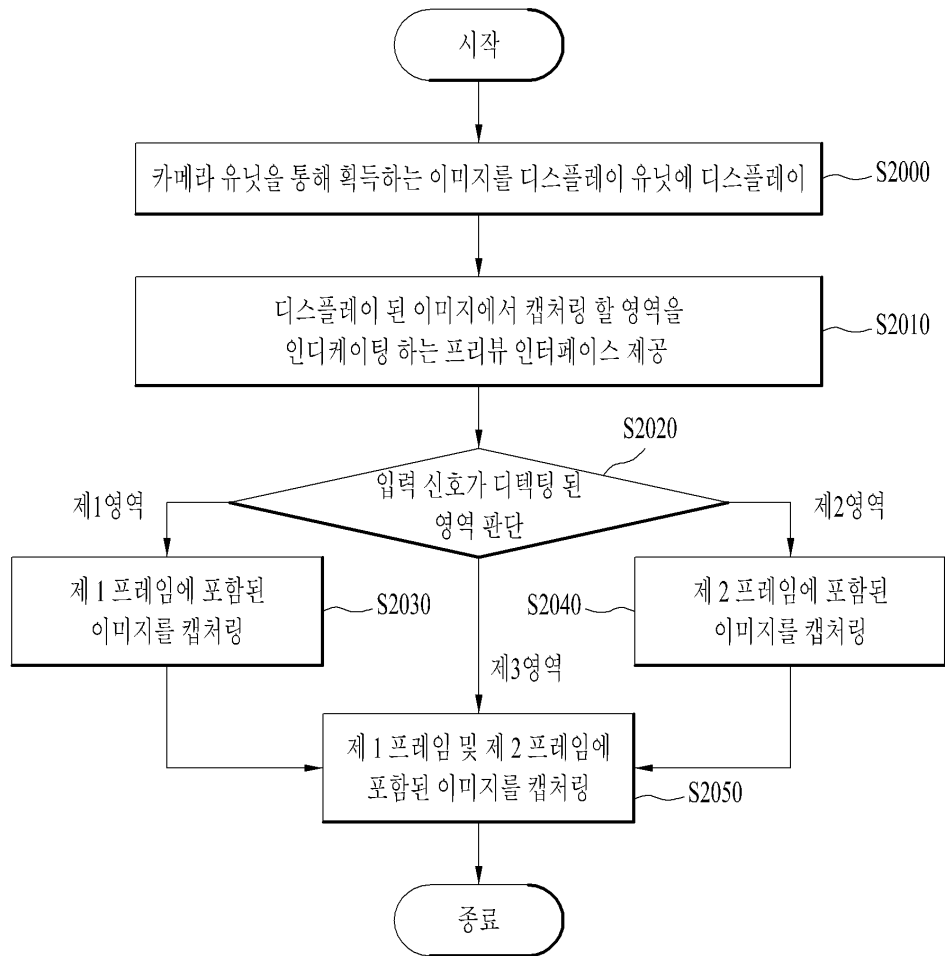 시작
카메라 유닛을 통해 획득하는 이미지를 디스플레이 유닛에 디스플레이
S2000
디스플레이 된 이미지에서 캡처링 할 영역을
인디케이팅 하는 프리뷰 인터페이스 제공
S2010
S2020
입력 신호가 디텍팅 된
영역 판단
제1영역
제2영역
제 1 프레임에 포함된
이미지를 캡처링
S2030
S2040
제 2 프레임에 포함된
이미지를 캡처링
제3영역
제 1 프레임 및 제 2 프레임에
포함된 이미지를 캡처링
S2050
종료